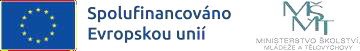 Spolufinancováno
Evropskou unií
MINISTERSTVO ŠKOLSTVÍ,
MLÁDEŽE A TĚLOVÝCHOVY